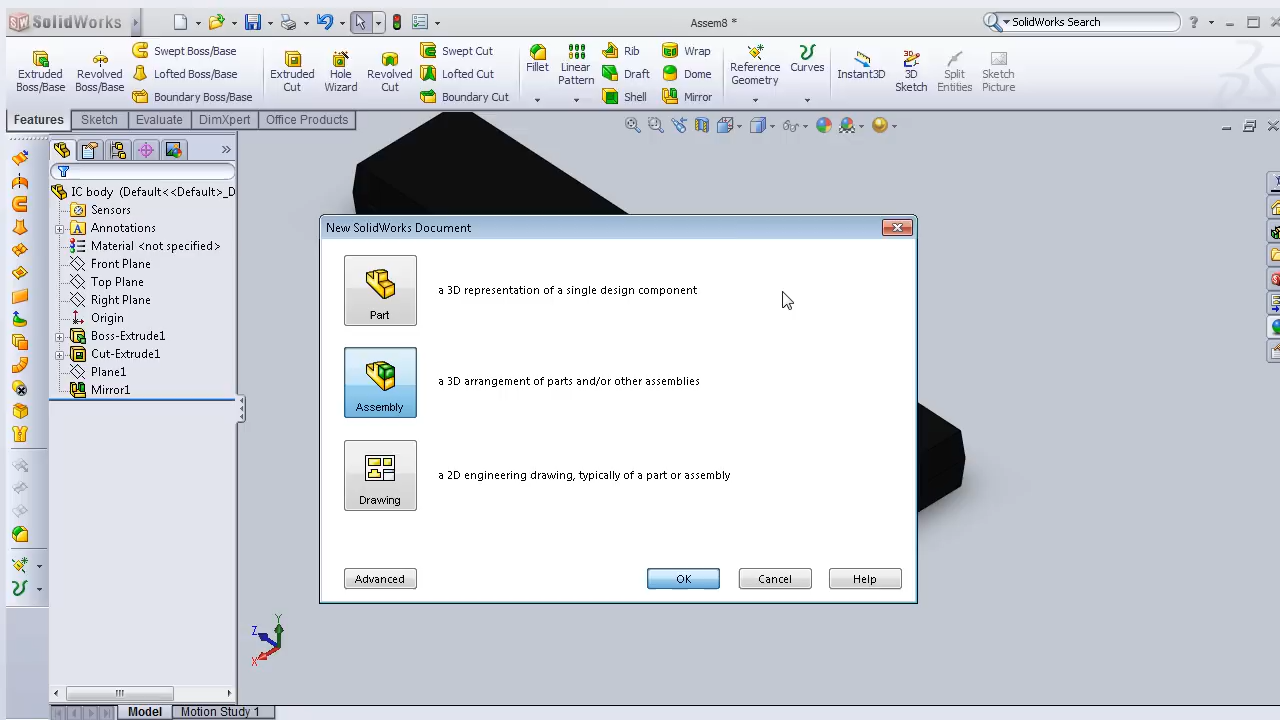 SolidWorks
Assem8 *
SolidWorks Search
Extruded Boss/Base
Revolved Boss/Base
Swept Boss/Base
Lofted Boss/Base
Boundary Boss/Base
Extruded Cut
Hole Wizard
Revolved Cut
Swept Cut
Lofted Cut
Boundary Cut
Fillet
Linear Pattern
Rib
Draft
Shell
Wrap
Dome
Mirror
Reference Geometry
Curves
Instant3D
3D Sketch
Split Entities
Sketch Picture
Features
Sketch
Evaluate
DimXpert
Office Products
IC body (Default<<Default>_D
Sensors
Annotations
Material <not specified>
Front Plane
Top Plane
Right Plane
Origin
Boss-Extrude1
Cut-Extrude1
Plane1
Mirror1
New SolidWorks Document
Part
a 3D representation of a single design component
Assembly
a 3D arrangement of parts and/or other assemblies
Drawing
a 2D engineering drawing, typically of a part or assembly
Advanced
OK
Cancel
Help
Y
Z
X
Model
Motion Study 1